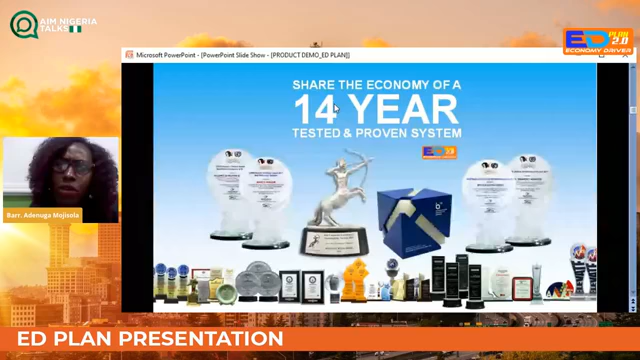 AIM NIGERIA
TALKS
ED PLAN 2.0
ECONOMY DRIVER
Microsoft PowerPoint - [PowerPoint Slide Show - [PRODUCT DEMO_ED PLAN]]
SHARE THE ECONOMY OF A
14 YEAR
TESTED & PROVEN SYSTEM
Barr. Adenuga Mojisola
ED PLAN PRESENTATION